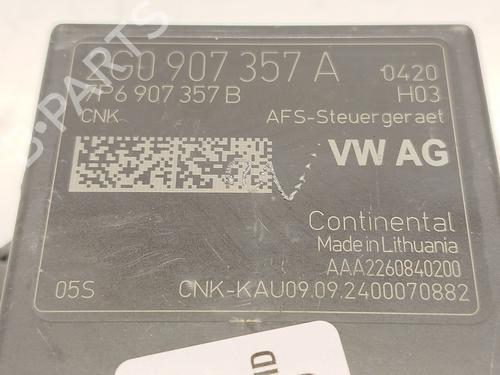 907 357 A
0420
7P6 907 357 B
H03
CNK-
AFS-Steuergeraet
VW AG
Continental
Made in Lithuania
AAA2260840200
05S
CNK-KAU09.09.2400070882